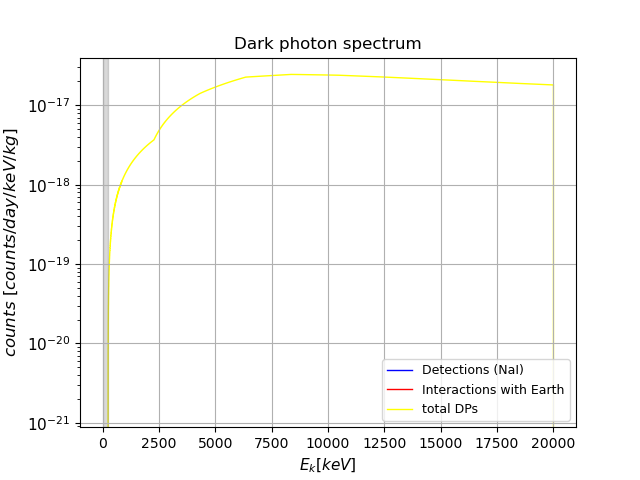 Dark photon spectrum
counts [counts/day/keV/kg]
10⁻¹⁷
10⁻¹⁸
10⁻¹⁹
10⁻²⁰
10⁻²¹
Detections (NaI)
Interactions with Earth
total DPs
0 2500 5000 7500 10000 12500 15000 17500 20000
Eₖ[keV]